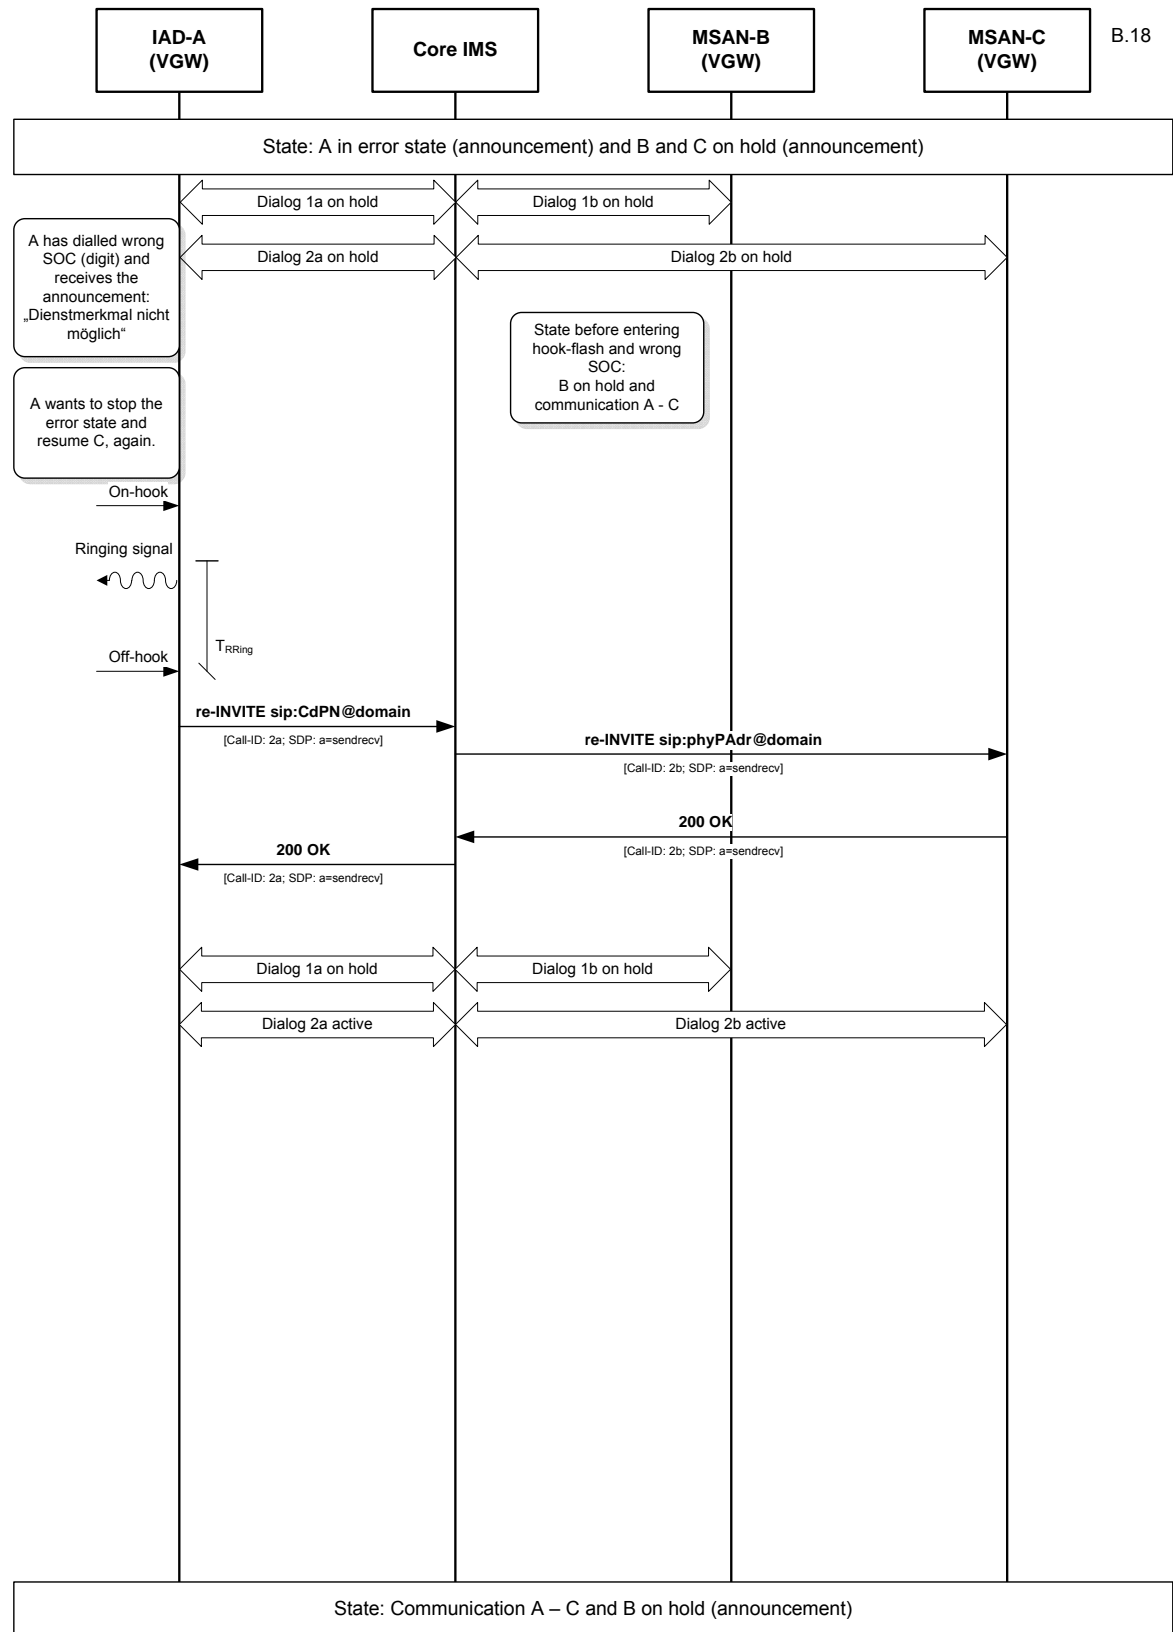 IAD-A
(VGW)
Core IMS
MSAN-B
(VGW)
MSAN-C
(VGW)
B.18
State: A in error state (announcement) and B and C on hold (announcement)
Dialog 1a on hold
Dialog 1b on hold
Dialog 2a on hold
Dialog 2b on hold
A has dialled wrong
SOC (digit) and
receives the
announcement:
„Dienstmerkmal nicht
möglich“
State before entering
hook-flash and wrong
SOC:
B on hold and
communication A - C
A wants to stop the
error state and
resume C, again.
On-hook
Ringing signal
TRRing
Off-hook
re-INVITE sip:CdPN@domain
[Call-ID: 2a; SDP: a=sendrecv]
re-INVITE sip:phyPAdr@domain
[Call-ID: 2b; SDP: a=sendrecv]
200 OK
[Call-ID: 2b; SDP: a=sendrecv]
200 OK
[Call-ID: 2a; SDP: a=sendrecv]
Dialog 1a on hold
Dialog 1b on hold
Dialog 2a active
Dialog 2b active
State: Communication A – C and B on hold (announcement)